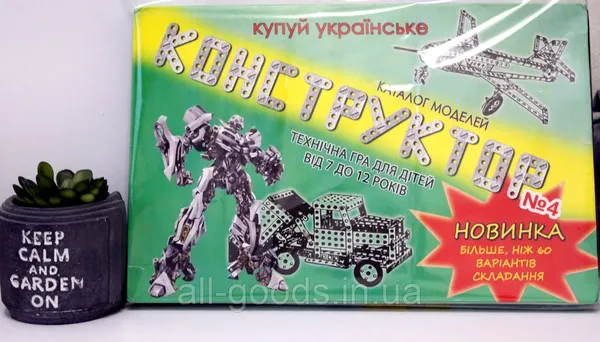 купуй українське
КОНСТРУКТОР
КАТАЛОГ МОДЕЛЕЙ
ТЕХНІЧНА ГРА ДЛЯ ДІТЕЙ
ВІД 7 ДО 12 РОКІВ
№4
НОВИНКА
БІЛЬШЕ, НІЖ 60
ВАРІАНТІВ
СКЛАДАННЯ
KEEP
CALM
AND
GARDEN
ON
all-goods.in.ua